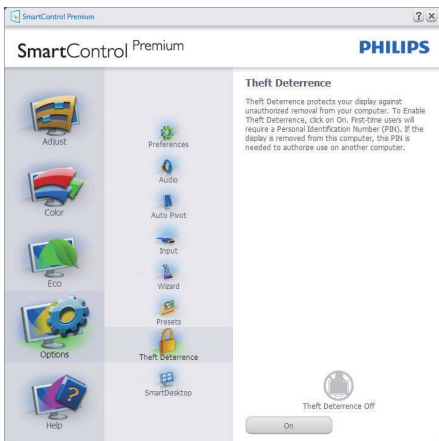 SmartControl Premium
? ×
SmartControl Premium
PHILIPS
Adjust
Color
Eco
Options
Help
Preferences
Audio
Auto Pivot
Input
Wizard
Presets
Theft Deterrence
SmartDesktop
Theft Deterrence
Theft Deterrence protects your display against
unauthorized removal from your computer. To Enable
Theft Deterrence, click on On. First-time users will
require a Personal Identification Number (PIN). If the
display is removed from this computer, this PIN is
needed to authorize use on another computer.
Theft Deterrence Off
On